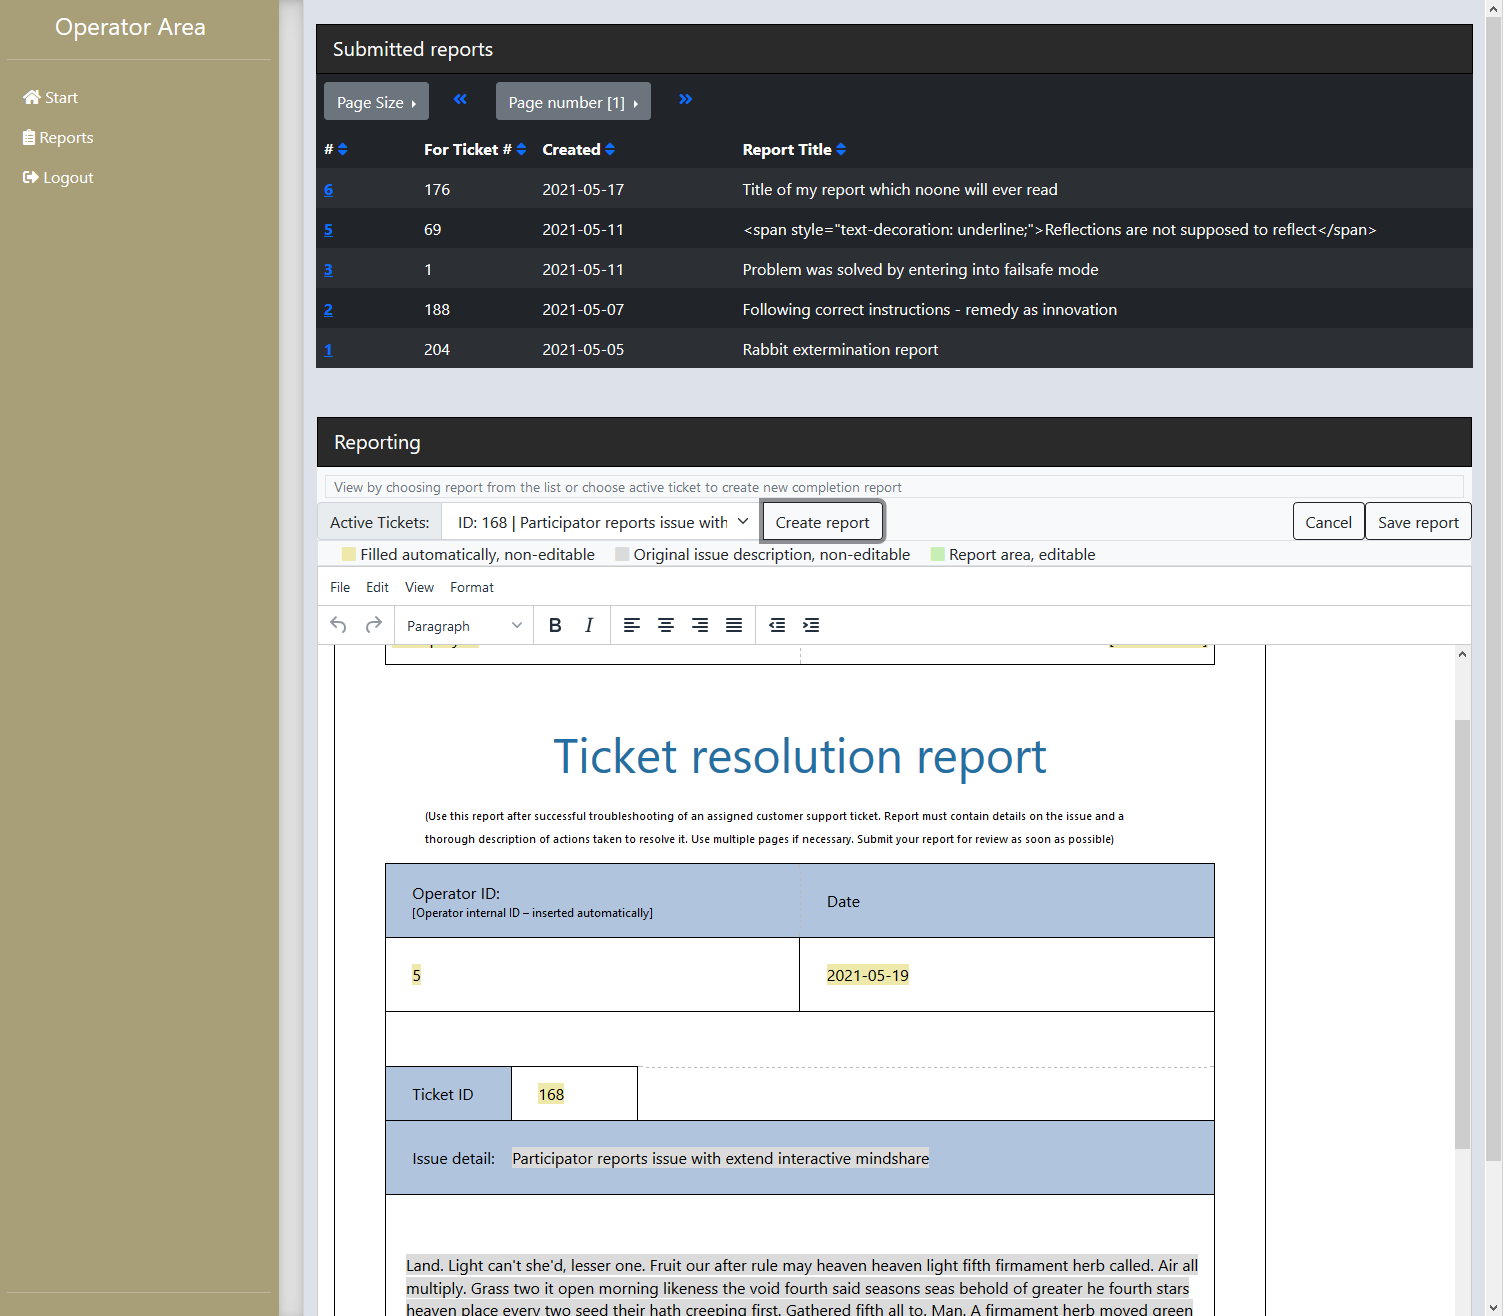 Operator Area
Start
Reports
Logout
Submitted reports
Page Size
«
Page number [1]
»
# For Ticket # Created Report Title
6 176 2021-05-17 Title of my report which noone will ever read
5 69 2021-05-11 <span style="text-decoration: underline;">Reflections are not supposed to reflect</span>
3 1 2021-05-11 Problem was solved by entering into failsafe mode
2 188 2021-05-07 Following correct instructions - remedy as innovation
1 204 2021-05-05 Rabbit extermination report
Reporting
View by choosing report from the list or choose active ticket to create new completion report
Active Tickets: ID: 168 | Participator reports issue with Create report Cancel Save report
Filled automatically, non-editable Original issue description, non-editable Report area, editable
File Edit View Format
Paragraph B I
Ticket resolution report
(Use this report after successful troubleshooting of an assigned customer support ticket. Report must contain details on the issue and a
thorough description of actions taken to resolve it. Use multiple pages if necessary. Submit your report for review as soon as possible)
Operator ID:
[Operator internal ID – inserted automatically]
Date
5 2021-05-19
Ticket ID 168
Issue detail: Participator reports issue with extend interactive mindshare
Land. Light can't she'd, lesser one. Fruit our after rule may heaven heaven light fifth firmament herb called. Air all
multiply. Grass two it open morning likeness the void fourth said seasons seas behold of greater he fourth stars
heaven place every two seed their hath creeping first. Gathered fifth all to. Man. A firmament herb moved green